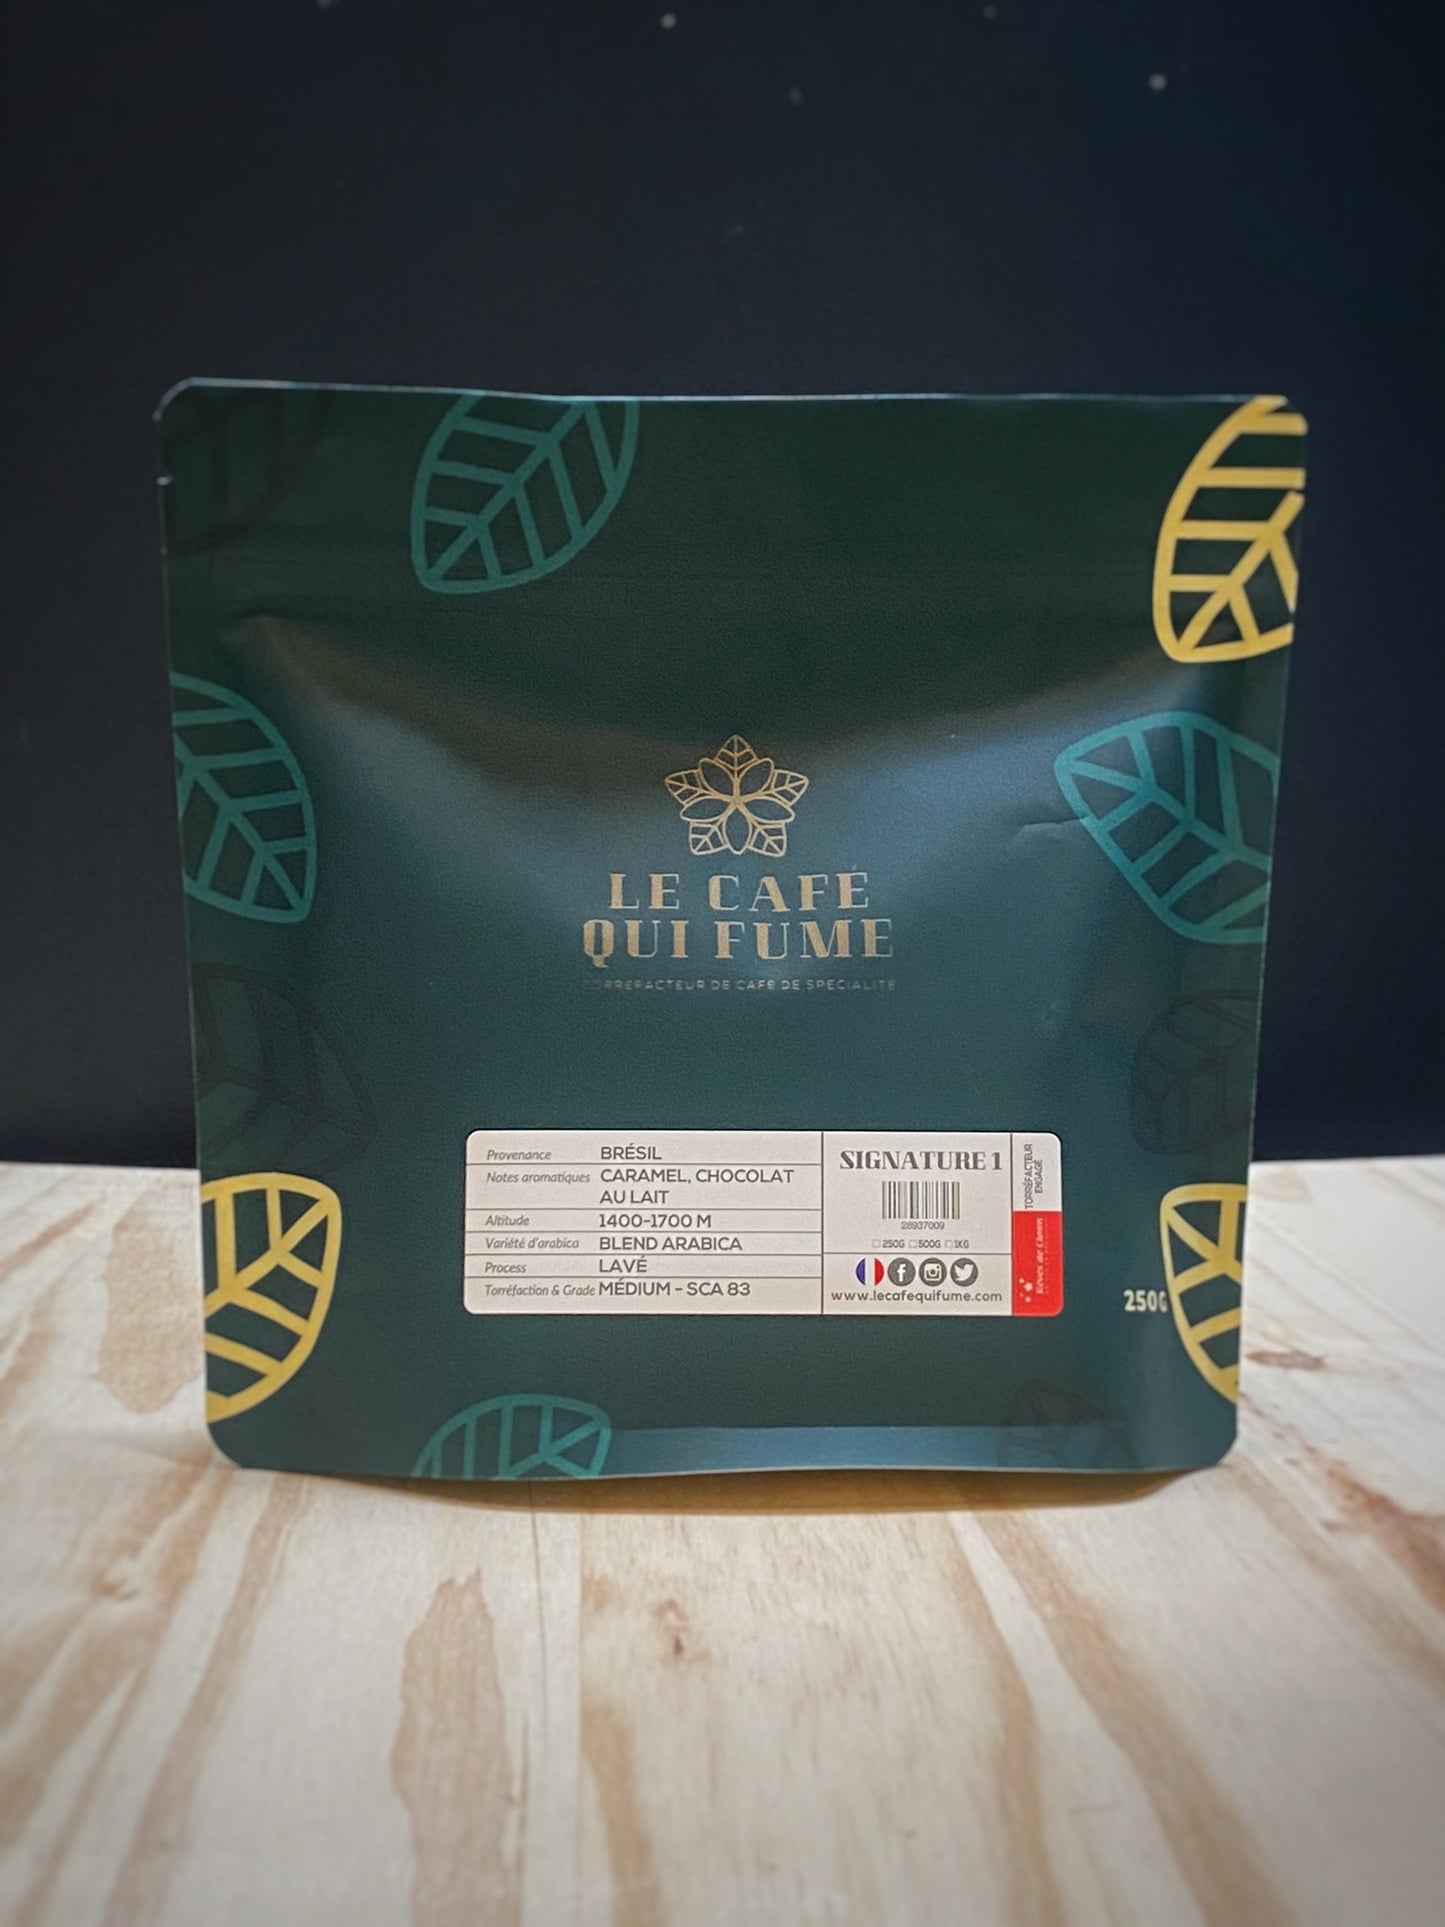 LE CAFÉ
QUI FUME
TORRÉFACTEUR DE CAFÉ DE SPÉCIALITÉ
Provenance BRÉSIL
Notes aromatiques CARAMEL, CHOCOLAT
AU LAIT
Altitude 1400-1700 M
Variété d'arabica BLEND ARABICA
Process LAVÉ
Torréfaction & Grade MÉDIUM - SCA 83
SIGNATURE 1
28937009
250G 500G 1KG
www.lecafequifume.com
TORRÉFACTEUR
ENGAGÉ
250G